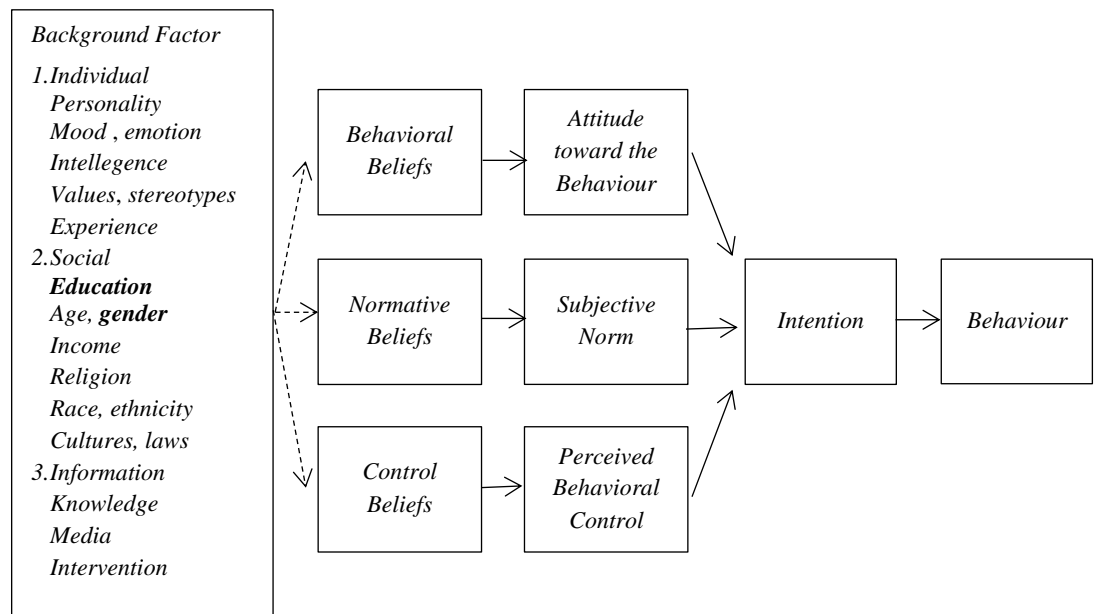 Background Factor
1.Individual
Personality
Mood , emotion
Intellegence
Values, stereotypes
Experience
2.Social
Education
Age, gender
Income
Religion
Race, ethnicity
Cultures, laws
3.Information
Knowledge
Media
Intervention
Behavioral
Beliefs
Attitude
toward the
Behaviour
Normative
Beliefs
Subjective
Norm
Intention
Behaviour
Control
Beliefs
Perceived
Behavioral
Control